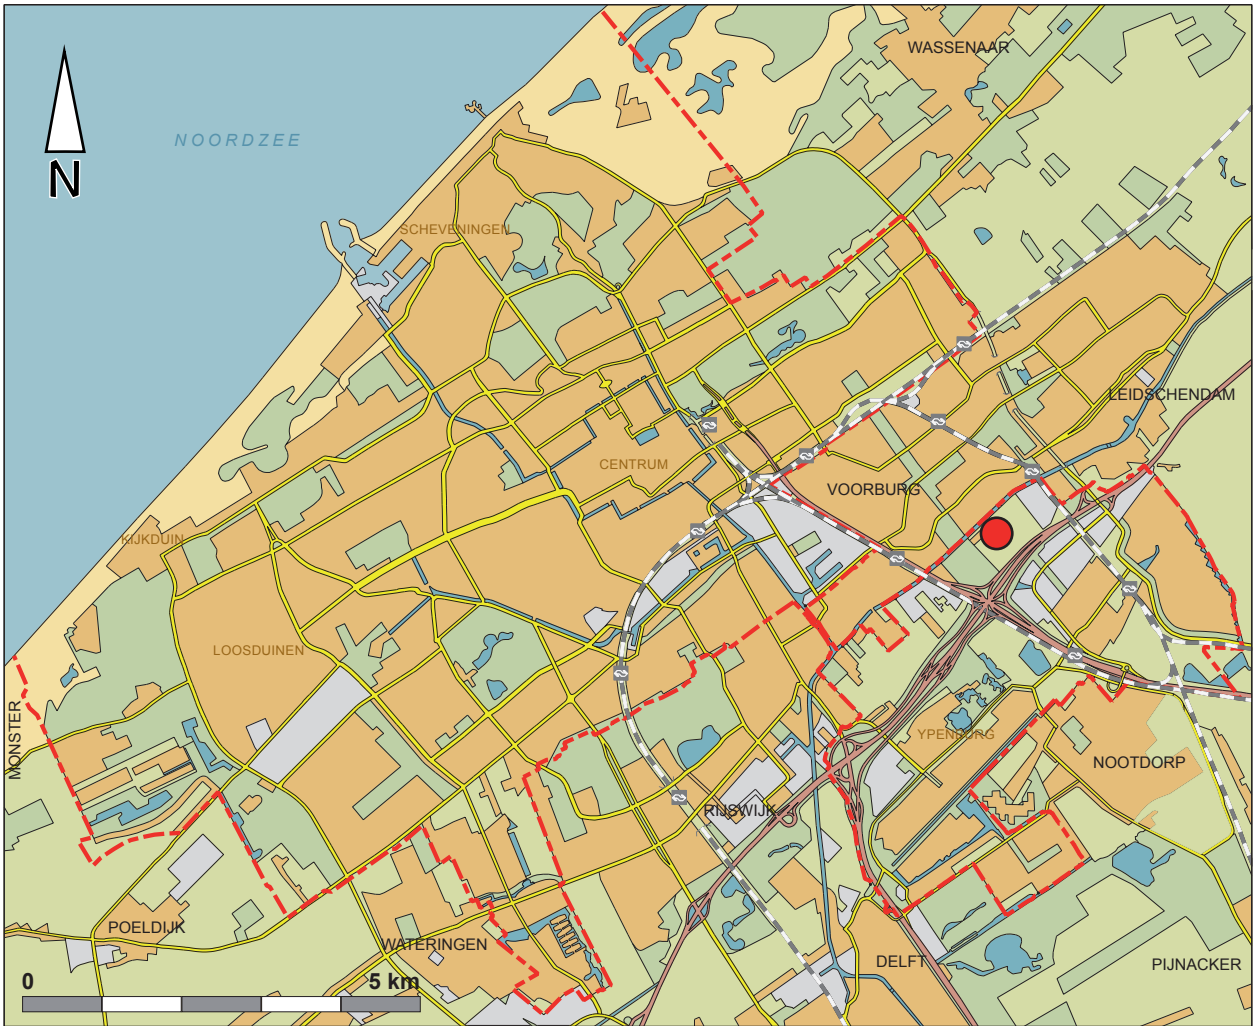 WASSENAAR
NOORDZEE
N
SCHEVENINGEN
LEIDSCHENDAM
CENTRUM
VOORBURG
KIJKDUIN
LOOSDUINEN
MONSTER
YPENBURG
NOOTDORP
RIJSWIJK
POELDIJK
WATERINGEN
DELFT
PIJNACKER
0 5 km